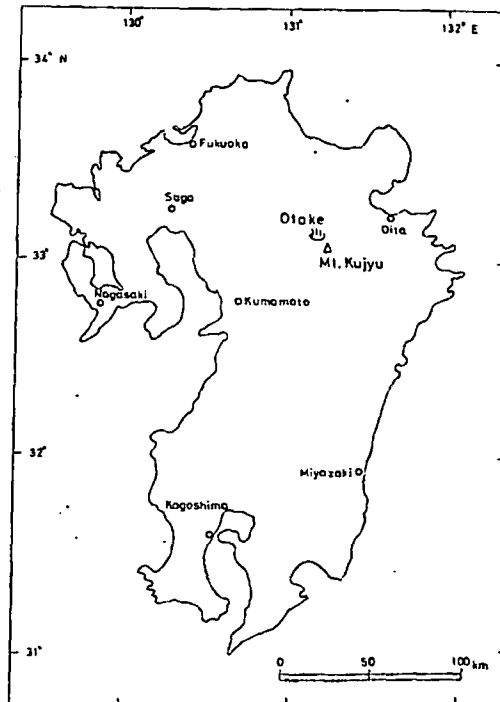 130 131 132° E
34° N
Fukuoka
Saga
Otake
Oita
Mt. Kujyu
33°
Nagasaki
Kumamoto
32°
Miyazaki
Kagoshima
31°
0 50 100 km